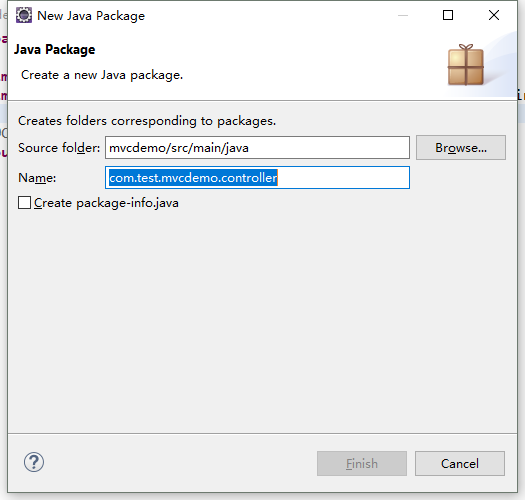 New Java Package
Java Package
Create a new Java package.
Creates folders corresponding to packages.
Source folder: mvcdemo/src/main/java Browse...
Name: com.test.mvcdemo.controller
Create package-info.java
Finish Cancel